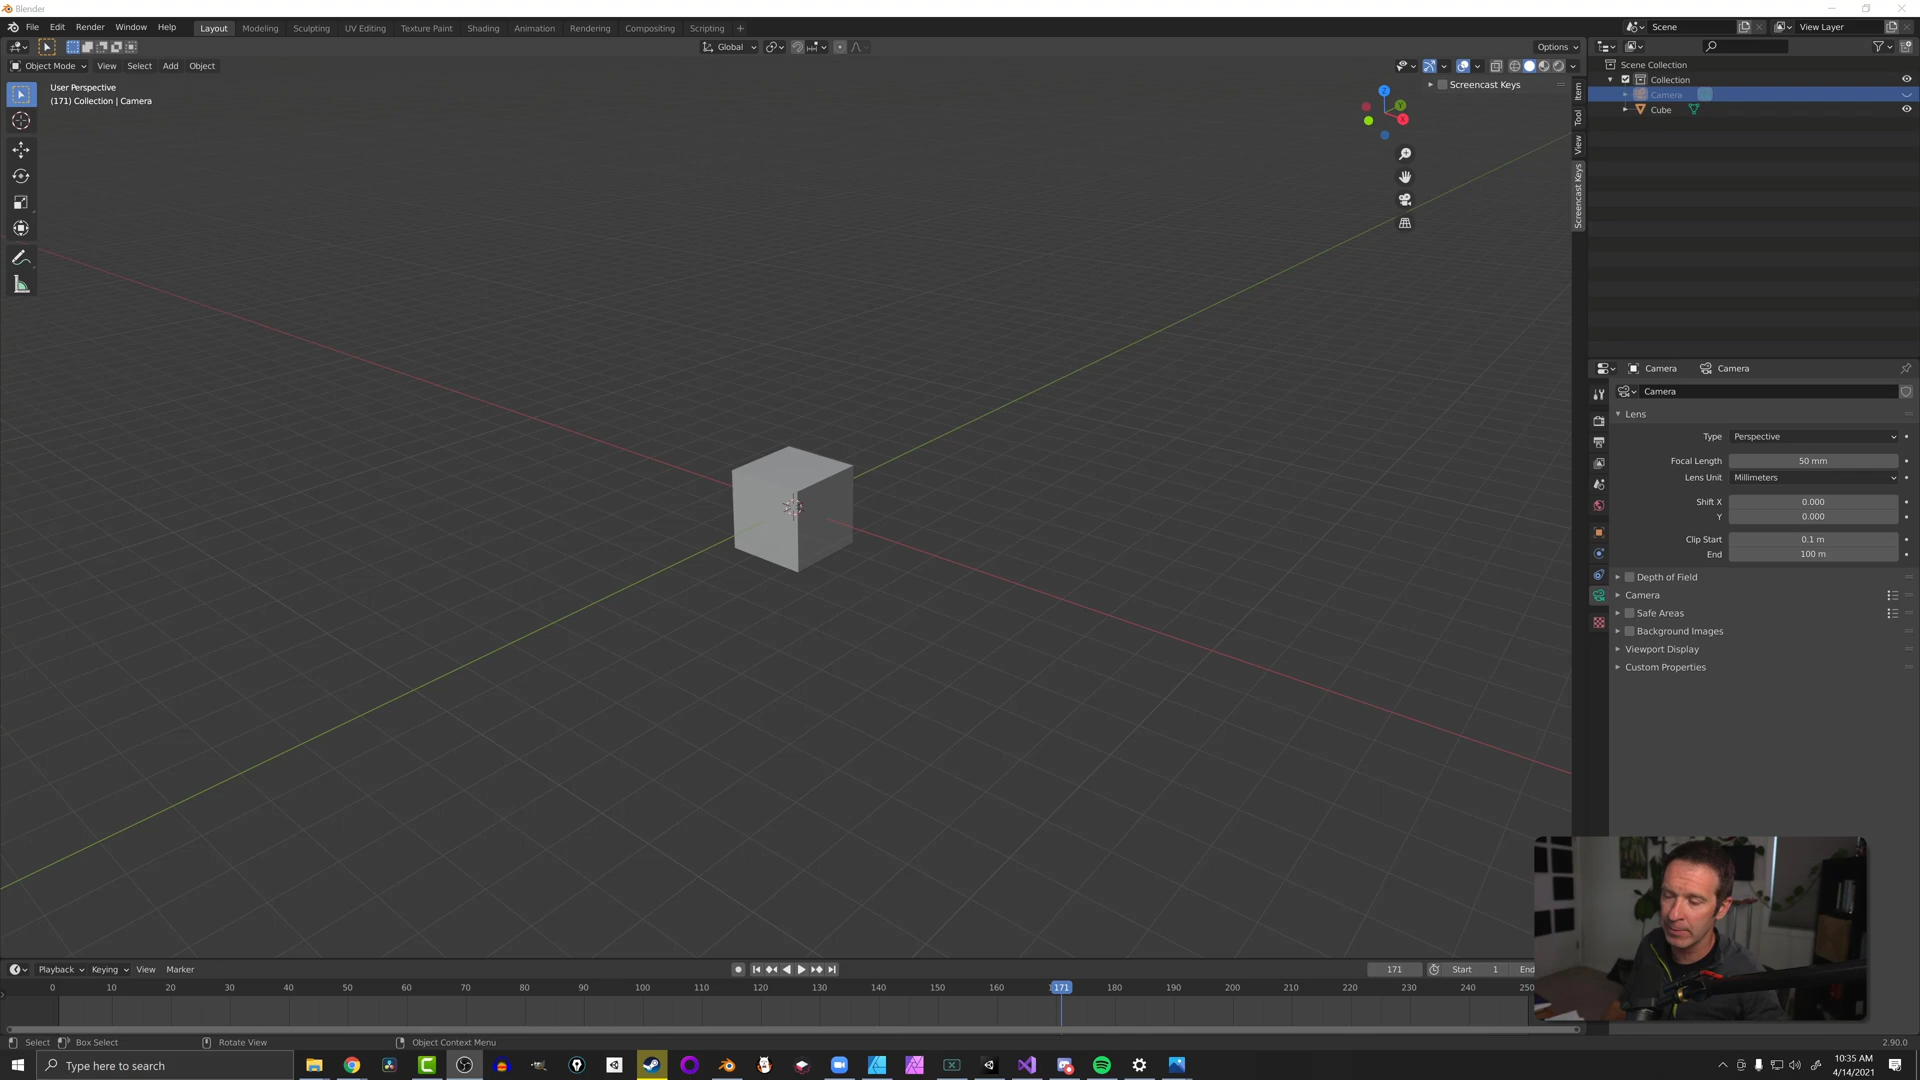 Blender
File Edit Render Window Help Layout Modeling Sculpting UV Editing Texture Paint Shading Animation Rendering Compositing Scripting + Scene View Layer
Global Options
Object Mode View Select Add Object
User Perspective
(171) Collection | Camera
Screencast Keys
Z
Y
X
Item
Tool
View
Screencast Keys
Scene Collection
Collection
Camera
Cube
Camera Camera
Camera
Lens
Type Perspective
Focal Length 50 mm
Lens Unit Millimeters
Shift X 0.000
Y 0.000
Clip Start 0.1 m
End 100 m
Depth of Field
Camera
Safe Areas
Background Images
Viewport Display
Custom Properties
Playback Keying View Marker 171 Start 1 End
0 10 20 30 40 50 60 70 80 90 100 110 120 130 140 150 160 171 180 190 200 210 220 230 240 250
Select Box Select Rotate View Object Context Menu 2.90.0
Type here to search
10:35 AM
4/14/2021